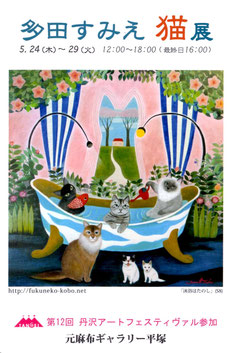 多田すみえ 猫展
5. 24(木)～ 29(火) 12:00～18:00(最終日16:00)
http://fukuneko-kobo.net
第12回 丹沢アートフェスティヴァル参加
元麻布ギャラリー平塚